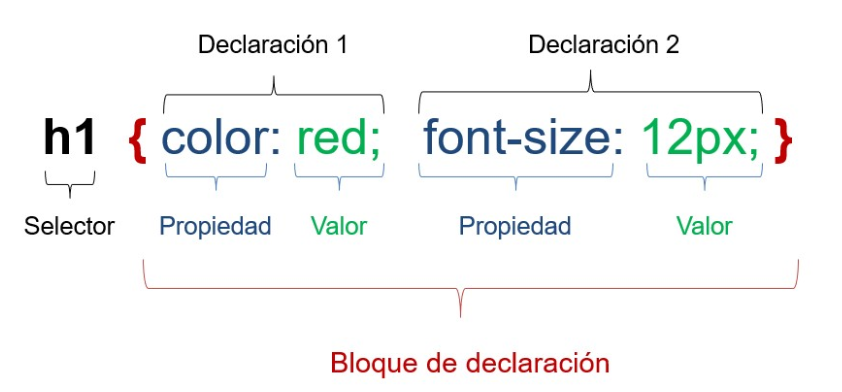 Declaración 1 Declaración 2
h1 { color: red; font-size: 12px; }
Selector Propiedad Valor Propiedad Valor
Bloque de declaración